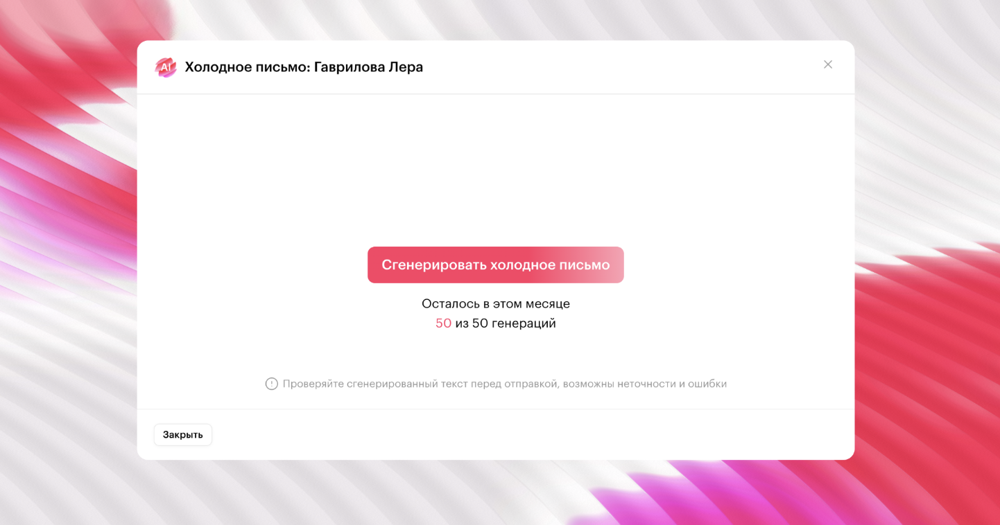 AI Холодное письмо: Гаврилова Лера
Сгенерировать холодное письмо
Осталось в этом месяце
50 из 50 генераций
Проверяйте сгенерированный текст перед отправкой, возможны неточности и ошибки
Закрыть